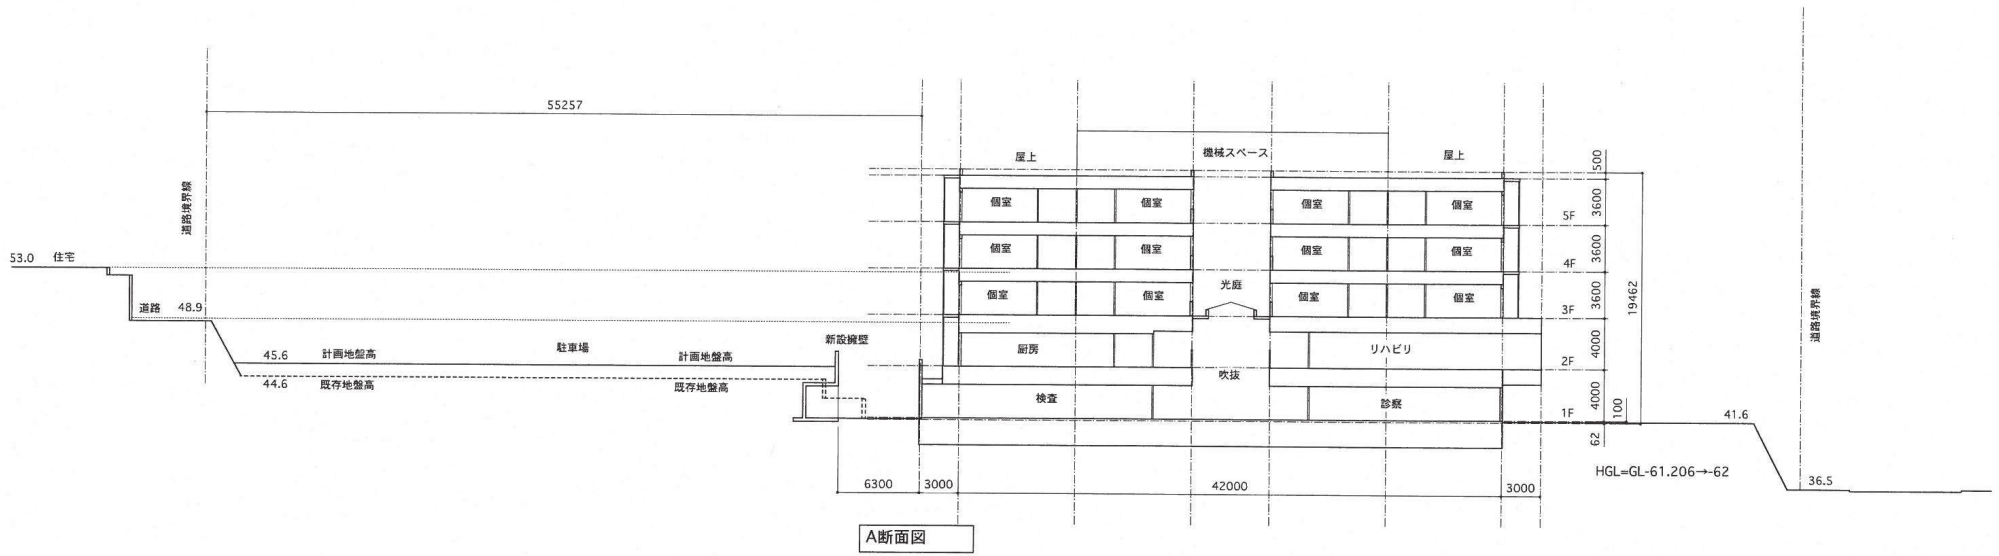 55257
屋上
機械スペース
屋上
500
道路境界線
個室
個室
個室
個室
5F
3600
53.0 住宅
個室
個室
個室
個室
4F
3600
道路 48.9
個室
個室
光庭
個室
個室
3F
3600
19462
道路境界線
新設擁壁
45.6 計画地盤高
駐車場
計画地盤高
厨房
リハビリ
2F
4000
44.6 既存地盤高
既存地盤高
吹抜
検査
診察
1F
4000
100
41.6
62
HGL=GL-61.206→-62
6300
3000
42000
3000
36.5
A断面図